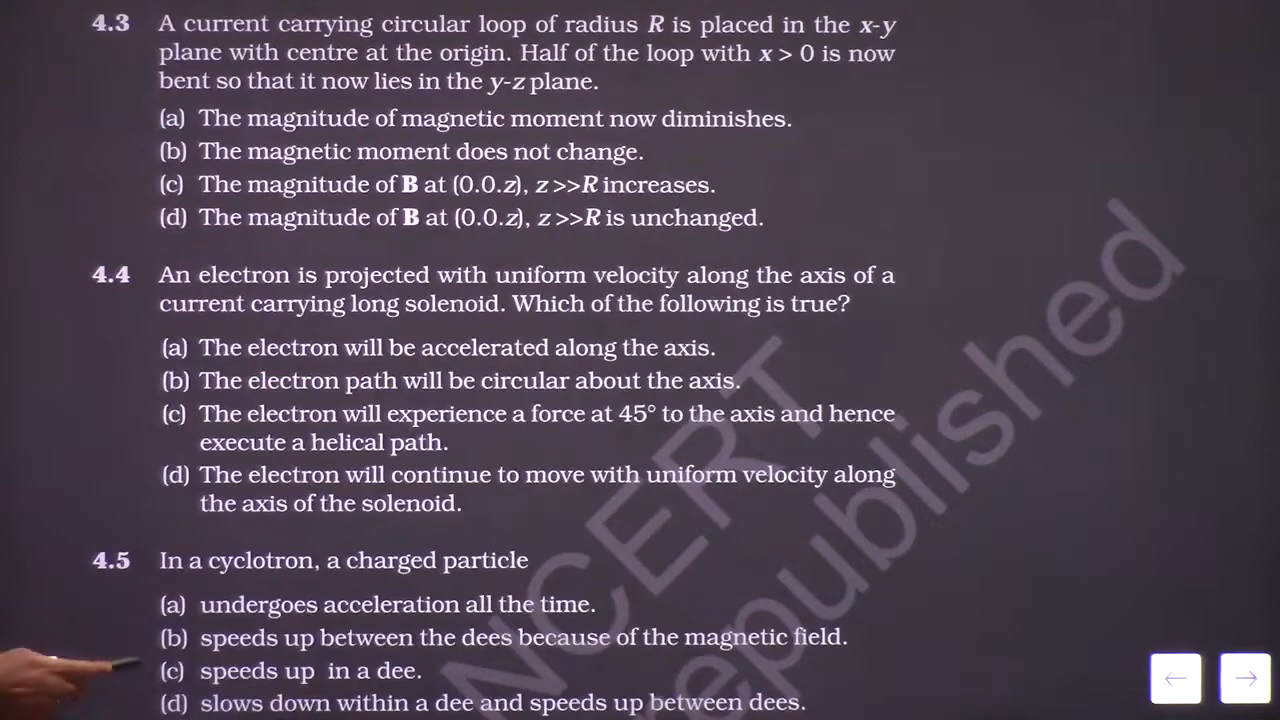 4.3 A current carrying circular loop of radius R is placed in the x-y
plane with centre at the origin. Half of the loop with x > 0 is now
bent so that it now lies in the y-z plane.
(a) The magnitude of magnetic moment now diminishes.
(b) The magnetic moment does not change.
(c) The magnitude of B at (0.0.z), z >>R increases.
(d) The magnitude of B at (0.0.z), z >>R is unchanged.
4.4 An electron is projected with uniform velocity along the axis of a
current carrying long solenoid. Which of the following is true?
(a) The electron will be accelerated along the axis.
(b) The electron path will be circular about the axis.
(c) The electron will experience a force at 45° to the axis and hence
execute a helical path.
(d) The electron will continue to move with uniform velocity along
the axis of the solenoid.
4.5 In a cyclotron, a charged particle
(a) undergoes acceleration all the time.
(b) speeds up between the dees because of the magnetic field.
(c) speeds up in a dee.
(d) slows down within a dee and speeds up between dees.
NCERT
republished